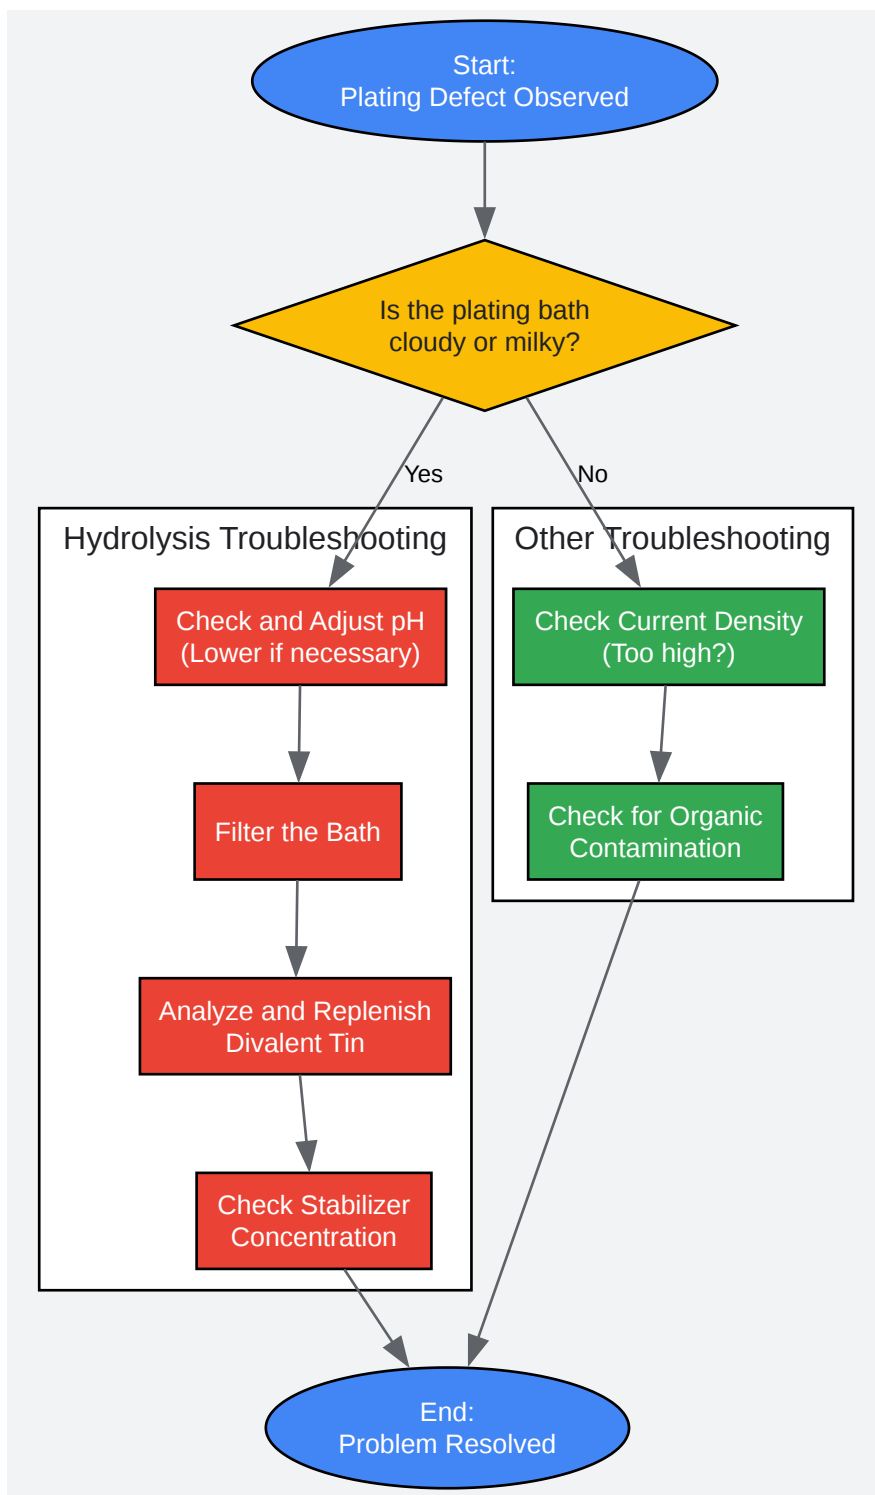 Start:
Plating Defect Observed
Is the plating bath
cloudy or milky?
Yes
No
Hydrolysis Troubleshooting
Check and Adjust pH
(Lower if necessary)
Filter the Bath
Analyze and Replenish
Divalent Tin
Check Stabilizer
Concentration
Other Troubleshooting
Check Current Density
(Too high?)
Check for Organic
Contamination
End:
Problem Resolved